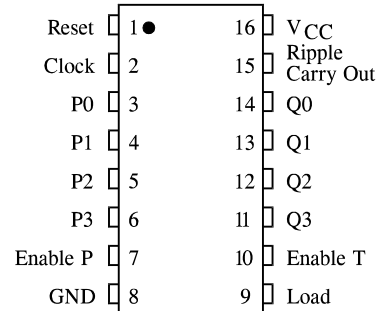 Reset 1 16 VCC
Clock 2 15 Ripple
Carry Out
P0 3 14 Q0
P1 4 13 Q1
P2 5 12 Q2
P3 6 11 Q3
Enable P 7 10 Enable T
GND 8 9 Load